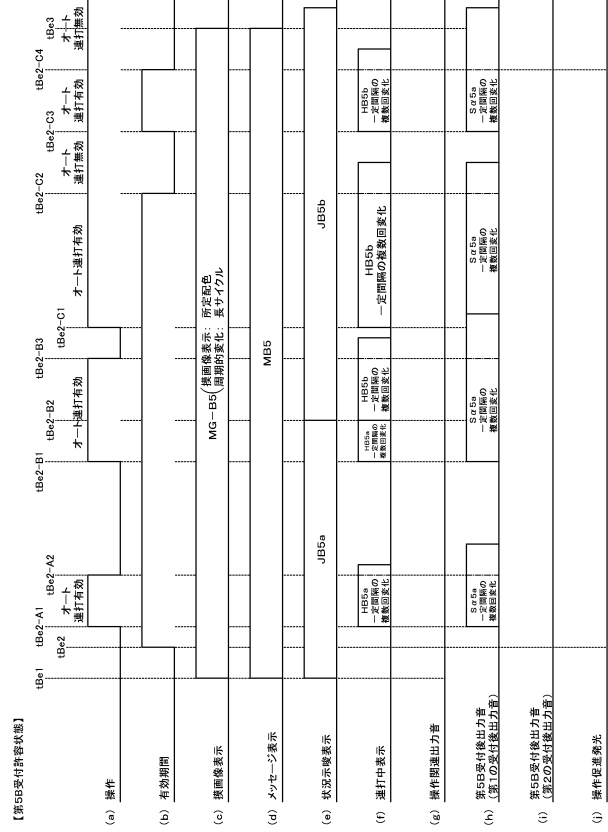 【第5B受付許容状態】
tBe1
tBe2
tBe2-A1
tBe2-A2
tBe2-B1
tBe2-B2
tBe2-B3
tBe2-C1
tBe2-C2
tBe2-C3
tBe2-C4
tBe3
オート
連打有効
オート連打有効
オート連打有効
オート
連打無効
オート
連打有効
オート
連打無効
(a) 操作
(b) 有効期間
(c) 操画像表示
MG-B5(操画像表示: 所定配色
周期的変化: 長サイクル)
(d) メッセージ表示
MB5
(e) 状況示唆表示
JB5a
JB5b
(f) 連打中表示
HB5a
一定間隔の
複数回変化
HB5a
一定間隔の
複数回変化
HB5b
一定間隔の
複数回変化
HB5b
一定間隔の複数回変化
HB5b
一定間隔の
複数回変化
(g) 操作関連出力音
(h) 第5B受付後出力音
(第1の受付後出力音)
Sα5a
一定間隔の
複数回変化
Sα5a
一定間隔の
複数回変化
Sα5a
一定間隔の
複数回変化
Sα5a
一定間隔の
複数回変化
(i) 第5B受付後出力音
(第2の受付後出力音)
(j) 操作促進発光